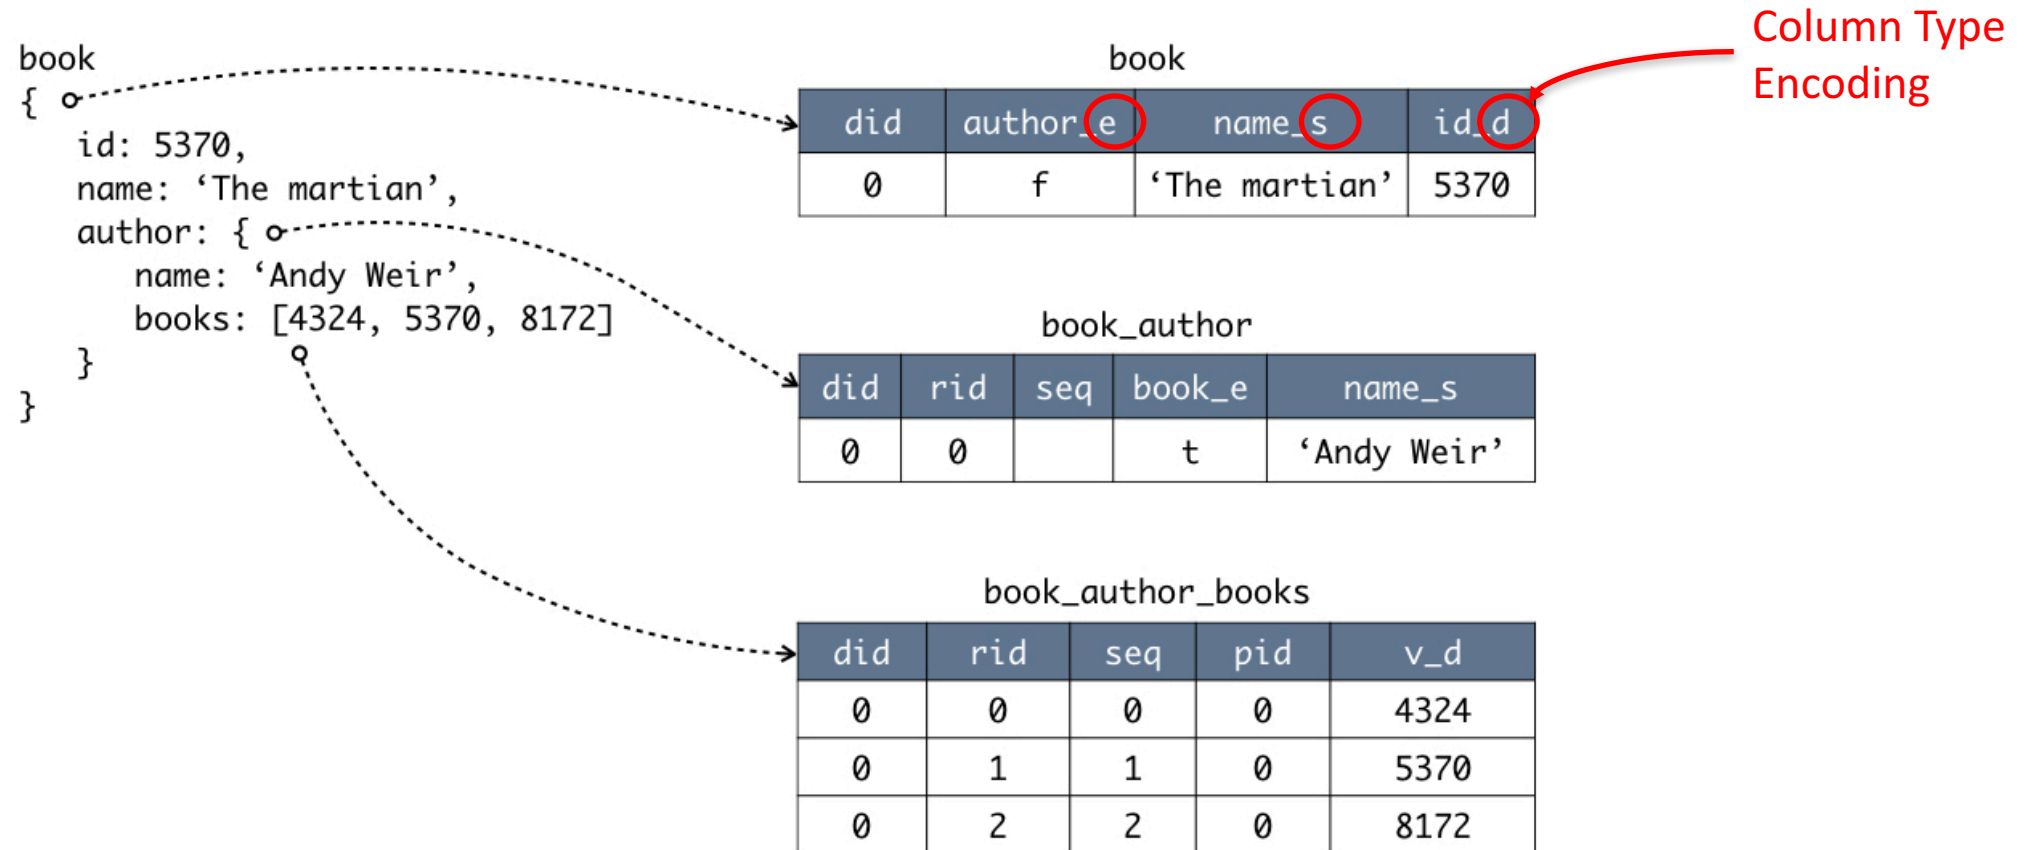 book
{
id: 5370,
name: ‘The martian’,
author: {
name: ‘Andy Weir’,
books: [4324, 5370, 8172]
}
}
book
did author_e name_s id_d
0 f ‘The martian’ 5370
book_author
did rid seq book_e name_s
0 0 t ‘Andy Weir’
book_author_books
did rid seq pid v_d
0 0 0 0 4324
0 1 1 0 5370
0 2 2 0 8172
Column Type
Encoding